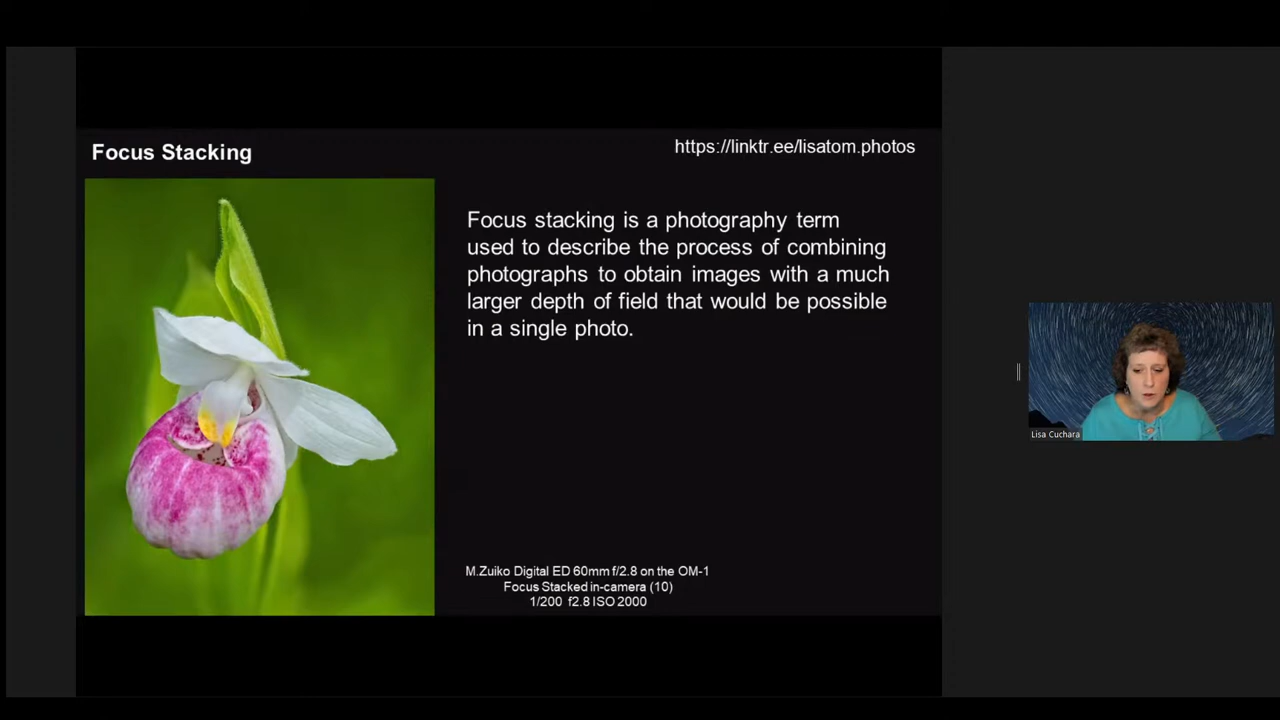 Focus Stacking
https://linktr.ee/lisatom.photos
Focus stacking is a photography term
used to describe the process of combining
photographs to obtain images with a much
larger depth of field that would be possible
in a single photo.
M.Zuiko Digital ED 60mm f/2.8 on the OM-1
Focus Stacked in-camera (10)
1/200 f2.8 ISO 2000
Lisa Cuchara